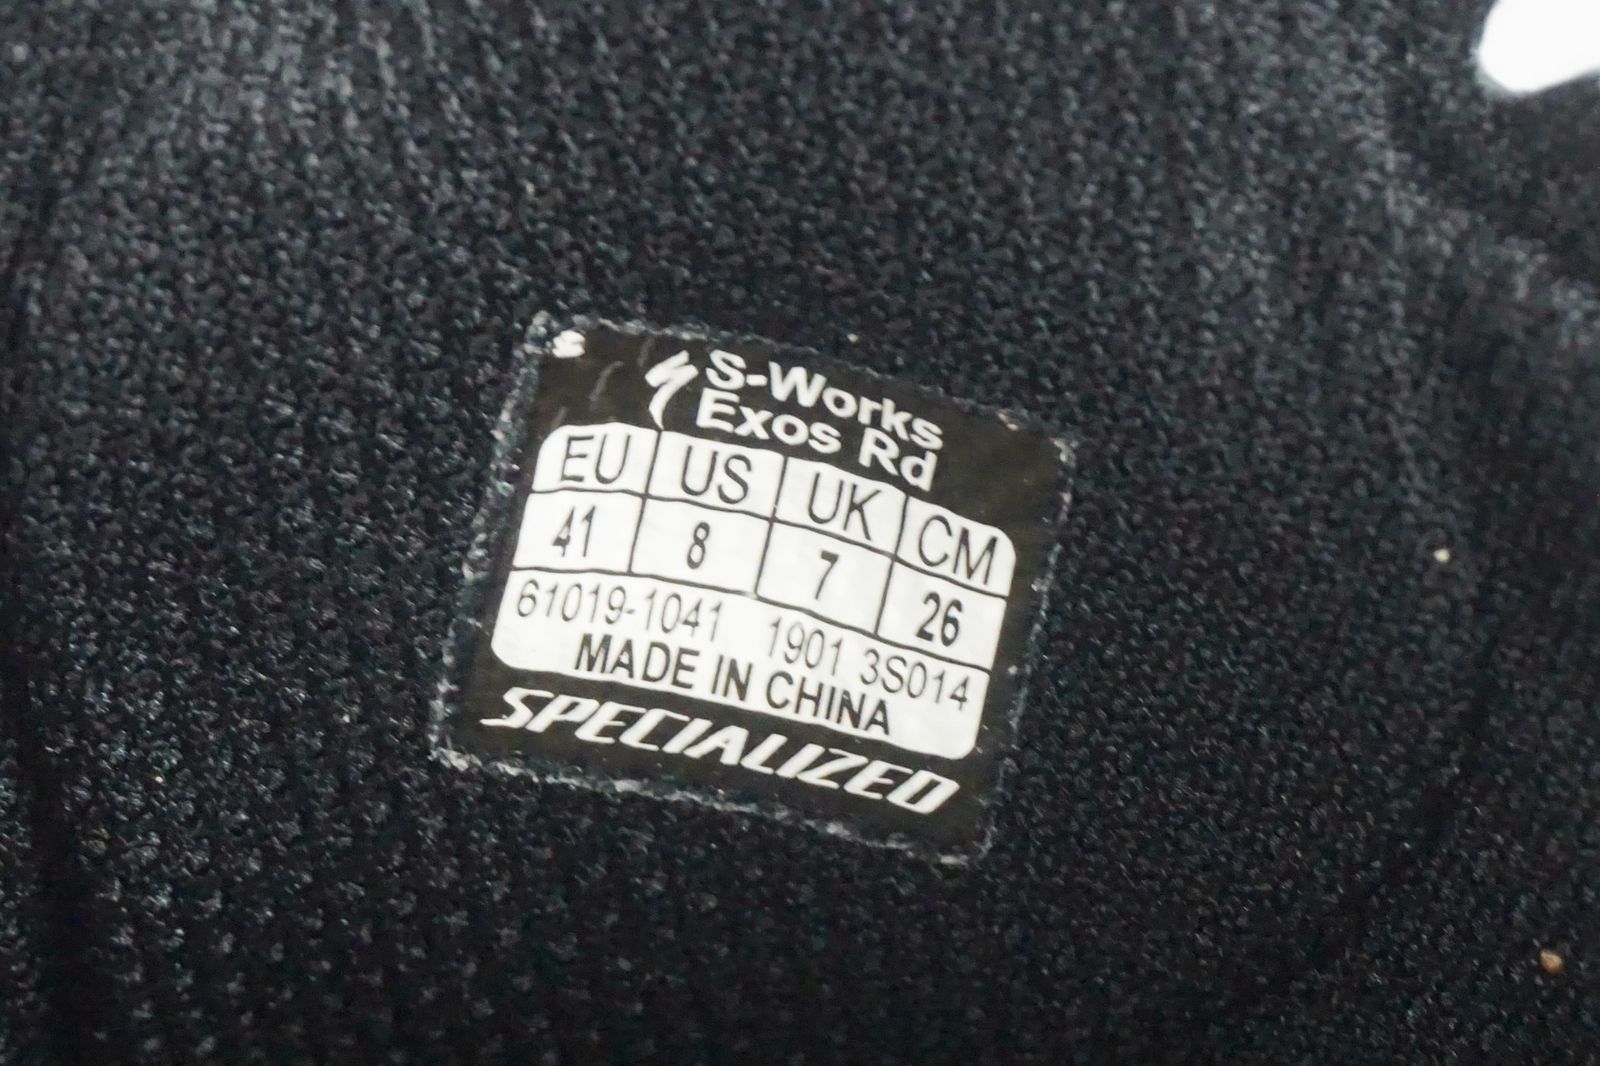 S-Works
Exos Rd
EU US UK CM
41 8 7 26
61019-1041 1901 3S014
MADE IN CHINA
SPECIALIZED